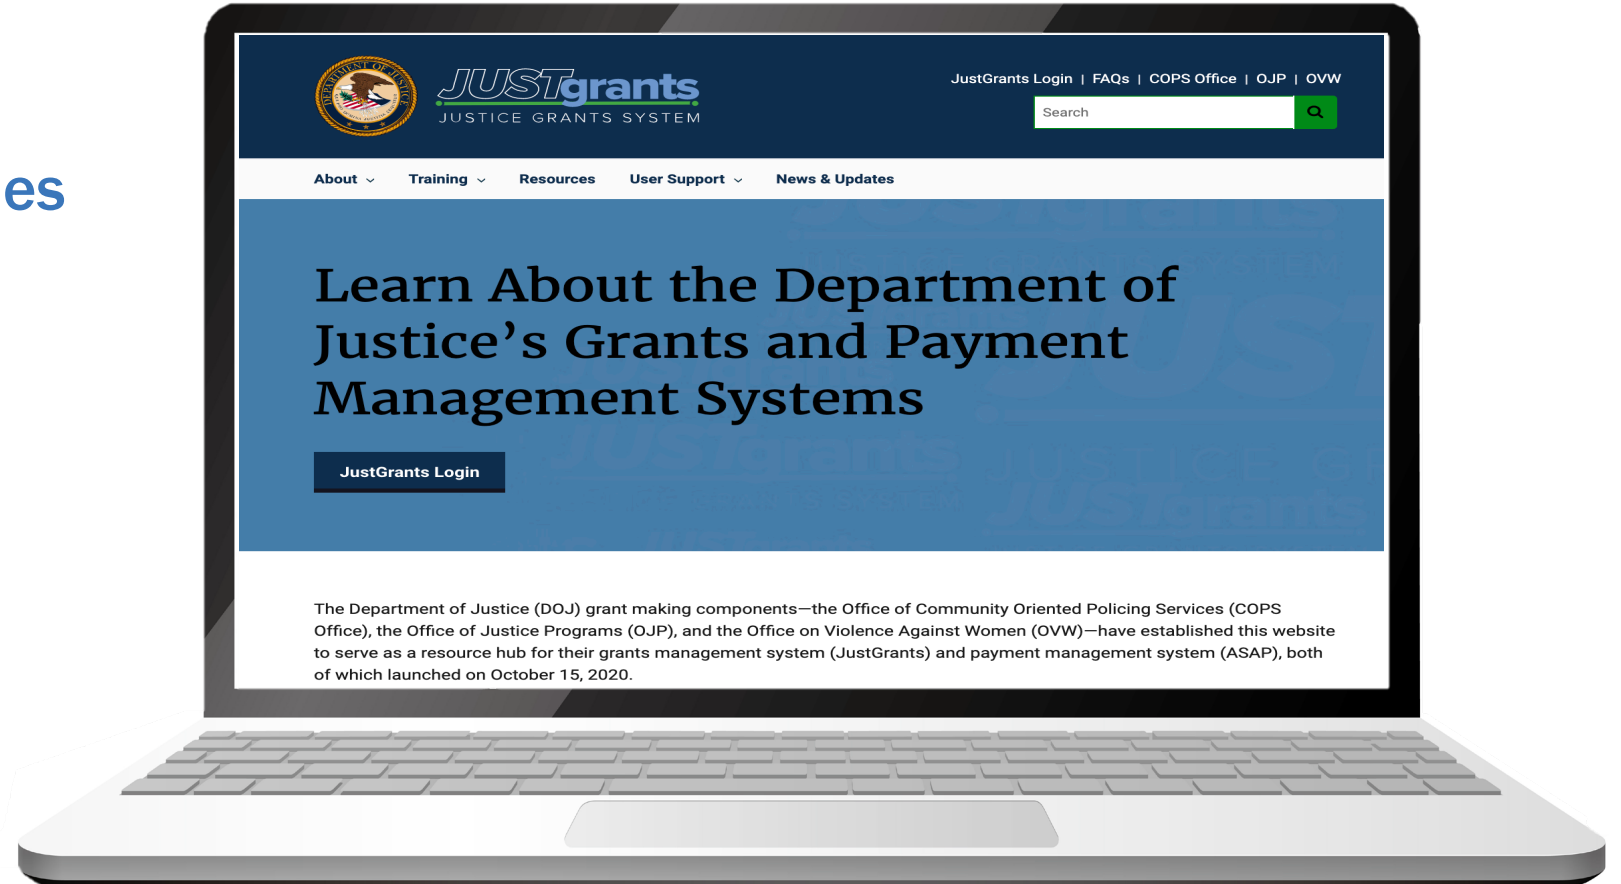 es
DEPARTMENT OF JUSTICE
JUSTgrants
JUSTICE GRANTS SYSTEM
JustGrants Login | FAQs | COPS Office | OJP | OVW
Search
About Training Resources User Support News & Updates
Learn About the Department of
Justice’s Grants and Payment
Management Systems
JustGrants Login
The Department of Justice (DOJ) grant making components—the Office of Community Oriented Policing Services (COPS
Office), the Office of Justice Programs (OJP), and the Office on Violence Against Women (OVW)—have established this website
to serve as a resource hub for their grants management system (JustGrants) and payment management system (ASAP), both
of which launched on October 15, 2020.